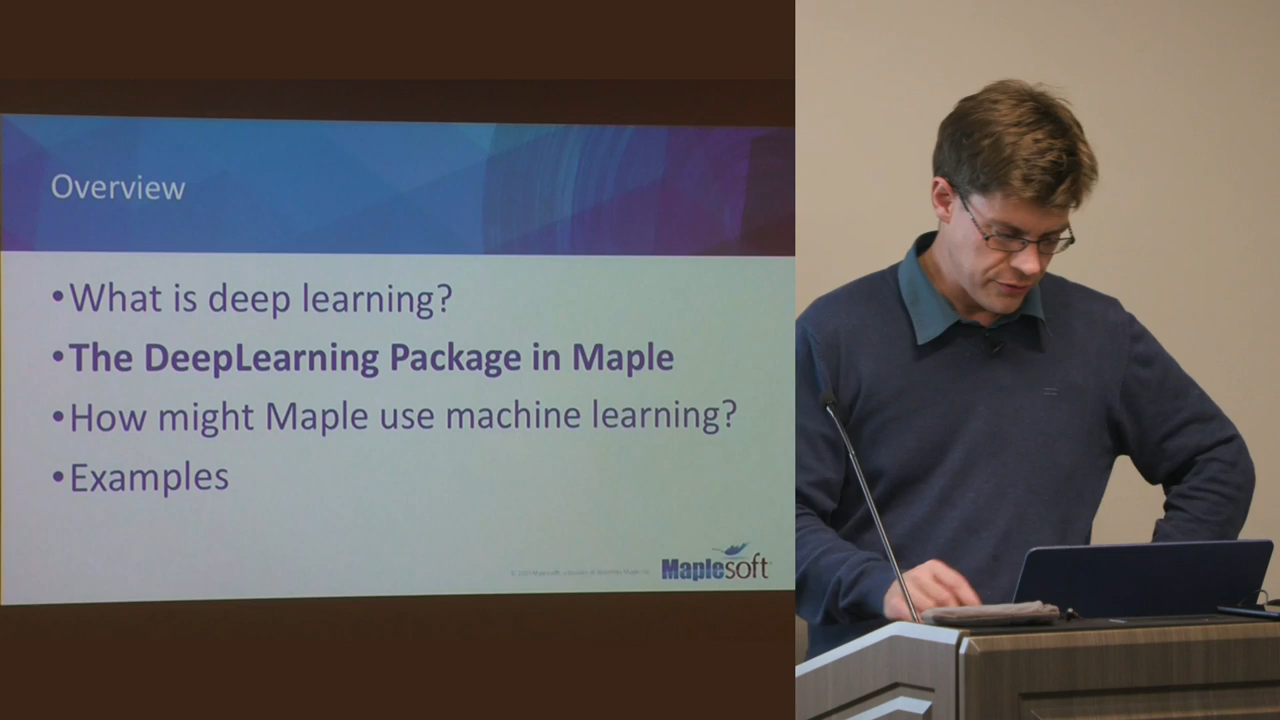 Overview
•What is deep learning?
•The DeepLearning Package in Maple
•How might Maple use machine learning?
•Examples
Maplesoft